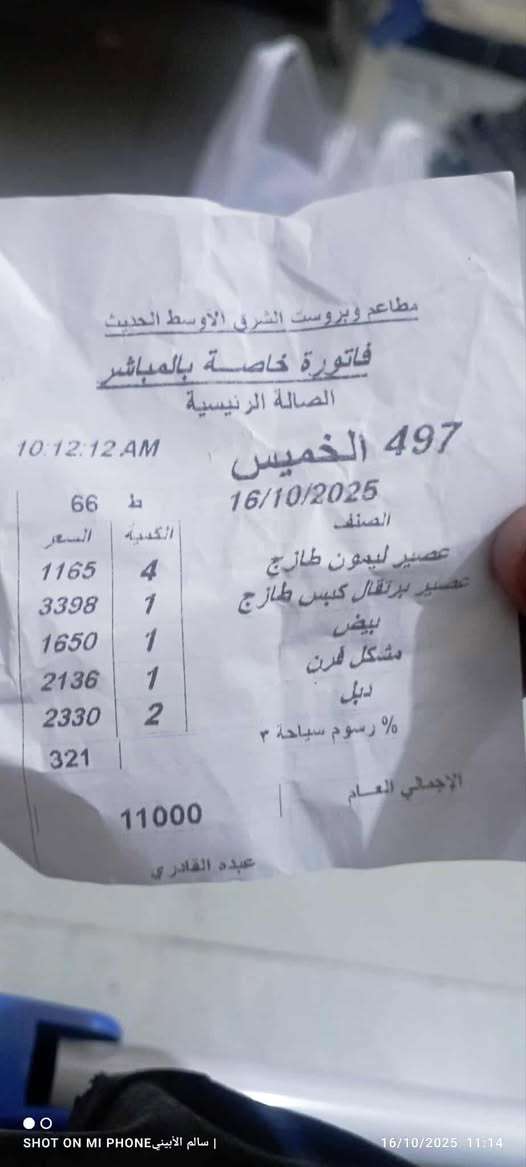 مطاعم وبروست الشرق الاوسط الحديث
فاتورة خاصة بالمباشر
الصالة الرئيسية
497 الخميس 10:12:12 AM
16/10/2025 ط 66
الصنف الكمية السعر
عصير ليمون طازج 4 1165
عصير برتقال كبس طازج 1 3398
بيض 1 1650
مشكل فرن 1 2136
دبل 2 2330
% رسوم سياحة ٣ 321
الإجمالي العام 11000
عبده القادري
SHOT ON MI PHONE سالم الأبيني |
16/10/2025 11:14